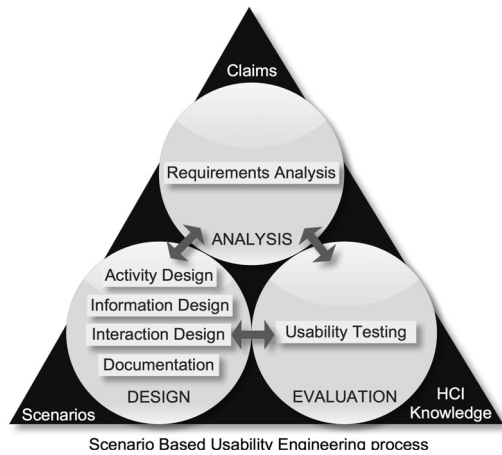 Claims
Requirements Analysis
ANALYSIS
Activity Design
Information Design
Interaction Design
Documentation
DESIGN
Usability Testing
EVALUATION
Scenarios
HCI
Knowledge
Scenario Based Usability Engineering process